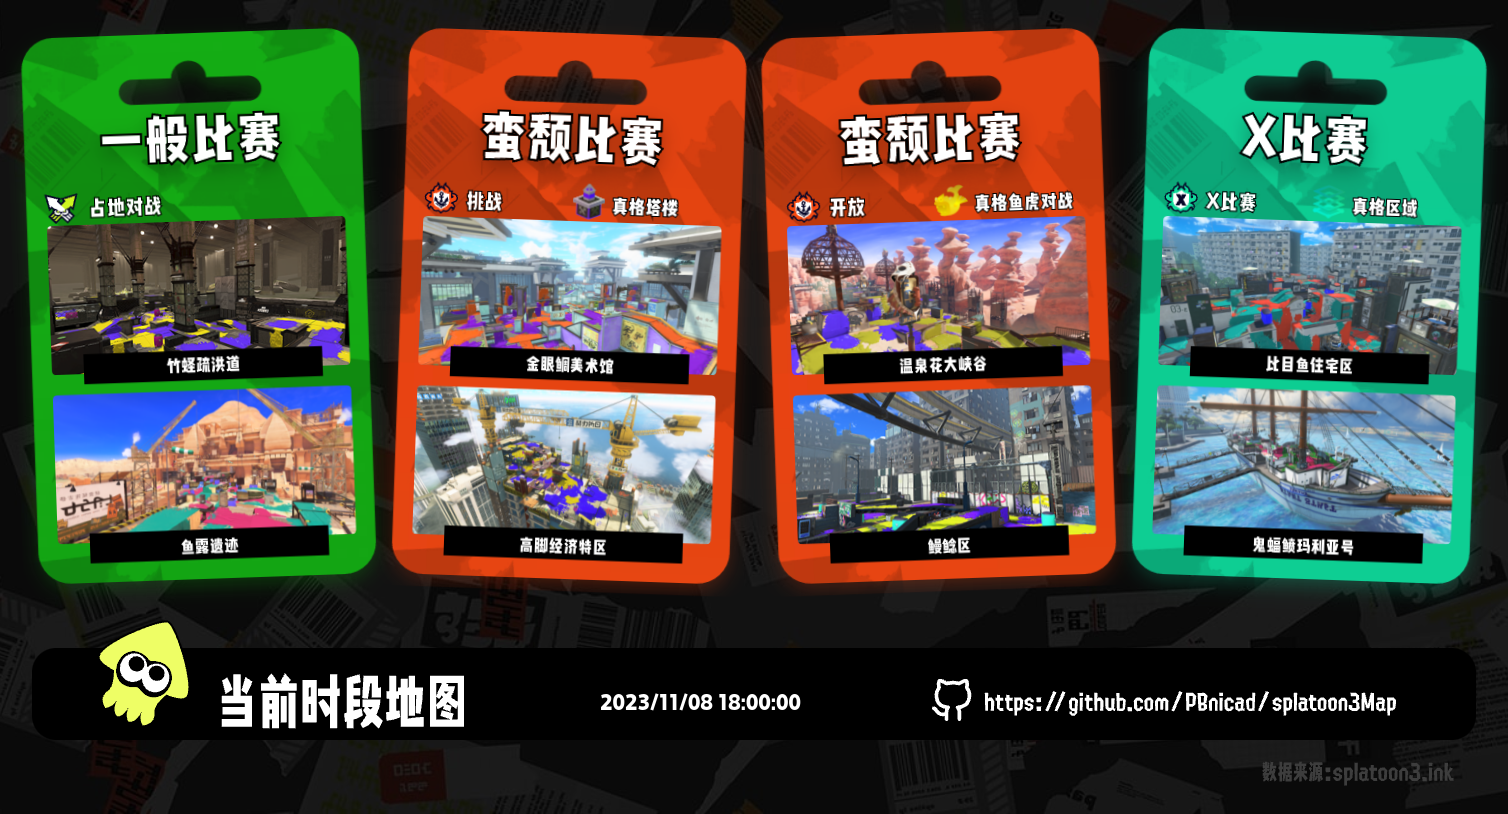 一般比赛
占地对战
竹蛏疏洪道
鱼露遗迹
蛮颓比赛
挑战
真格塔楼
金眼鲷美术馆
高脚经济特区
蛮颓比赛
开放
真格鱼虎对战
温泉花大峡谷
鳗鲶区
X比赛
X比赛
真格区域
比目鱼住宅区
鬼蝠鲼玛利亚号
当前时段地图
2023/11/08 18:00:00
https://github.com/PBnicad/splatoon3Map
数据来源:splatoon3.ink